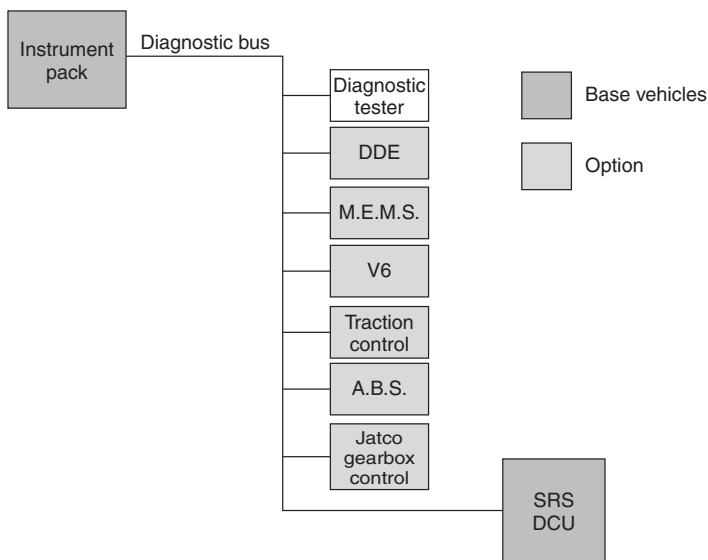 Instrument
pack
Diagnostic bus
Diagnostic
tester
Base vehicles
DDE
Option
M.E.M.S.
V6
Traction
control
A.B.S.
Jatco
gearbox
control
SRS
DCU